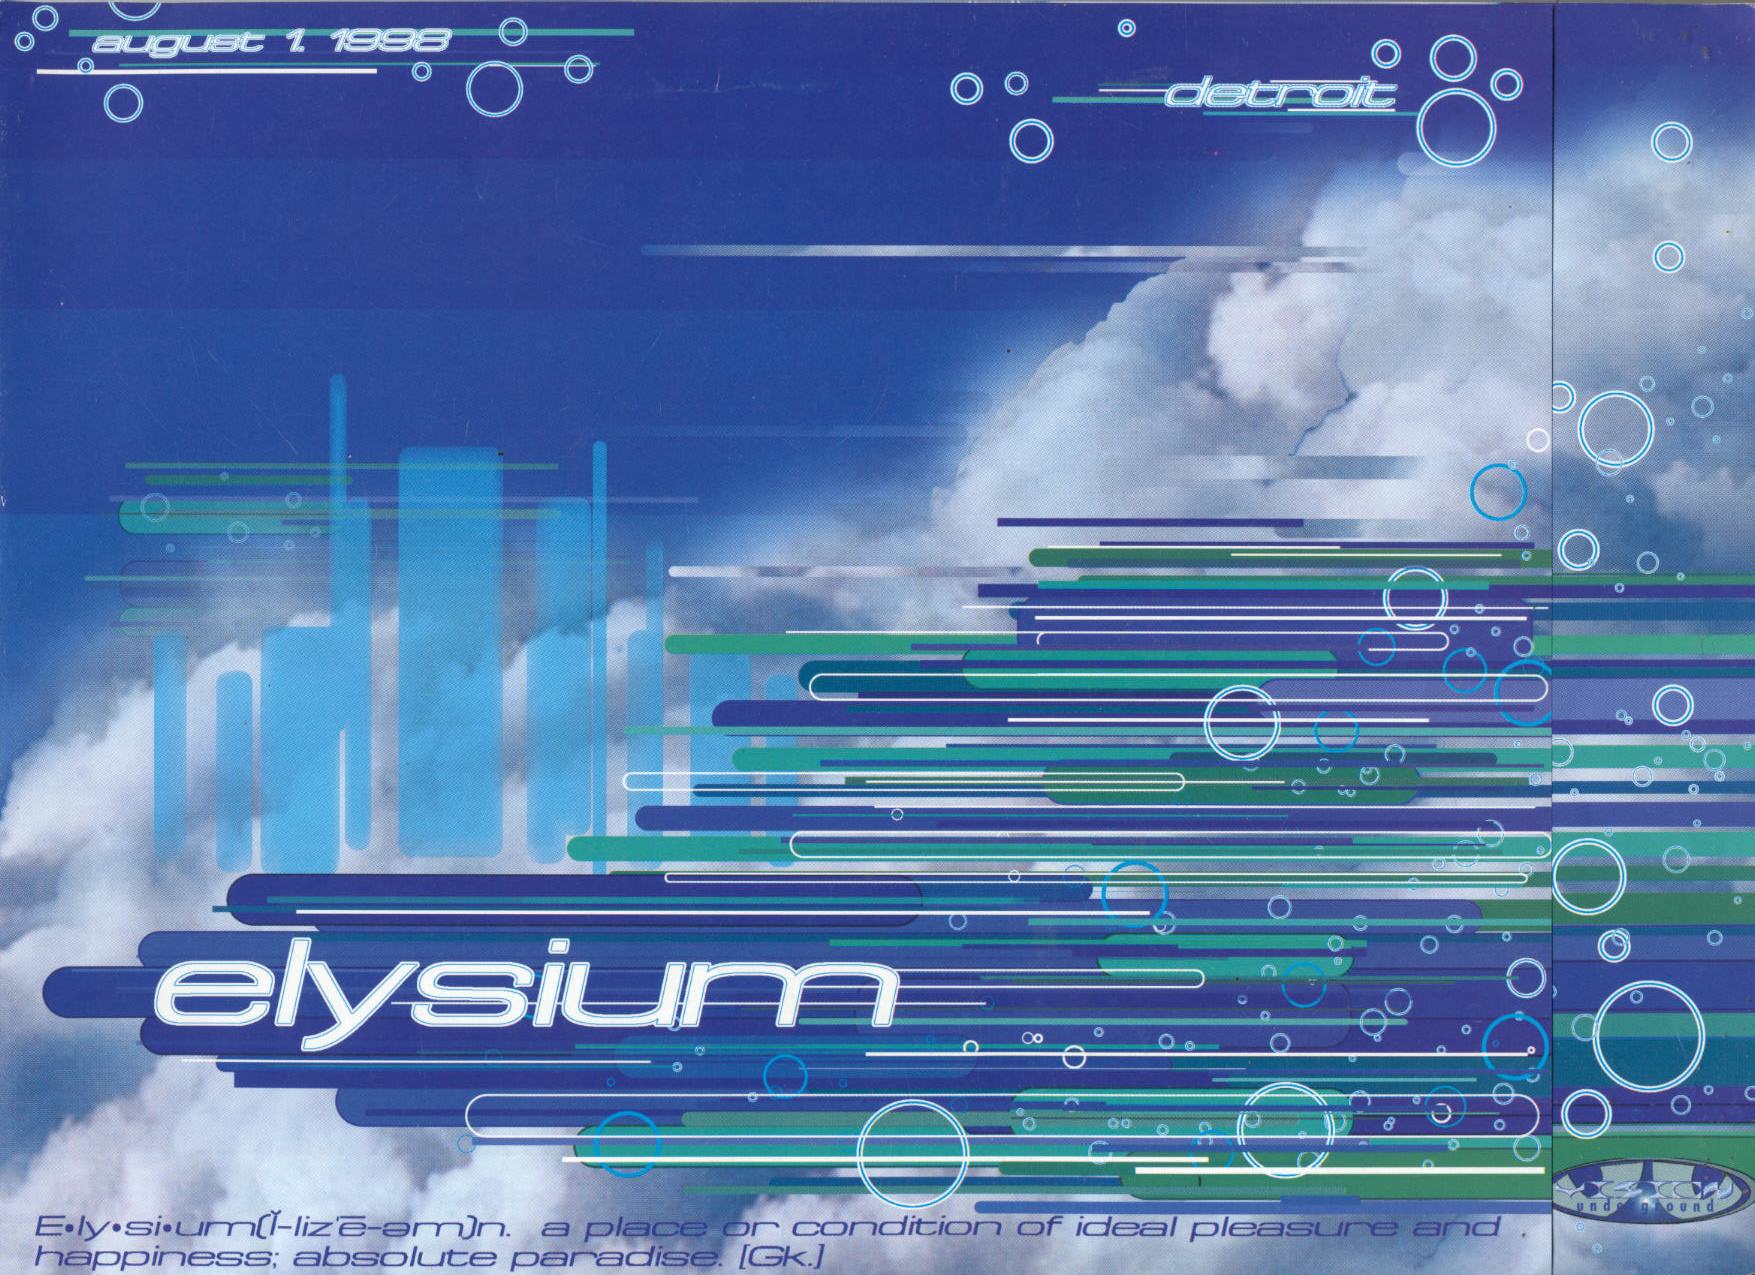 august 1. 1998
detroit
elysium
E•ly•si•um(Ĭ-liz'ē-əm)n. a place or condition of ideal pleasure and
happiness; absolute paradise. [Gk.]
underground